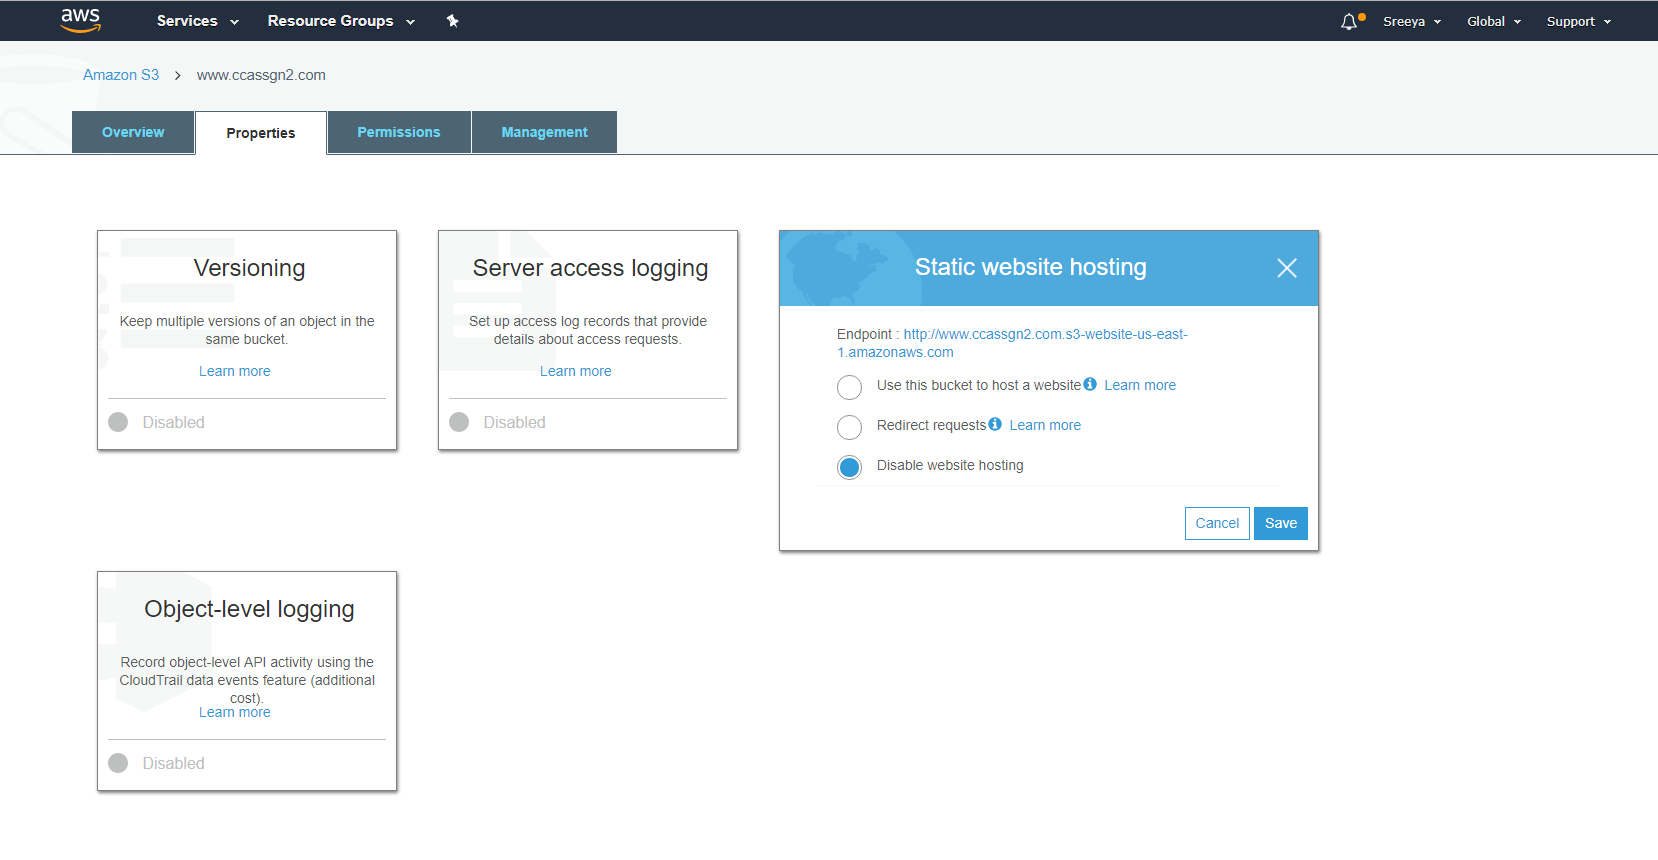 aws Services Resource Groups Sreeya Global Support
Amazon S3 > www.ccassgn2.com
Overview Properties Permissions Management
Versioning
Keep multiple versions of an object in the
same bucket.
Learn more
Disabled
Server access logging
Set up access log records that provide
details about access requests.
Learn more
Disabled
Static website hosting
Endpoint : http://www.ccassgn2.com.s3-website-us-east-
1.amazonaws.com
Use this bucket to host a website Learn more
Redirect requests Learn more
Disable website hosting
Cancel Save
Object-level logging
Record object-level API activity using the
CloudTrail data events feature (additional
cost).
Learn more
Disabled